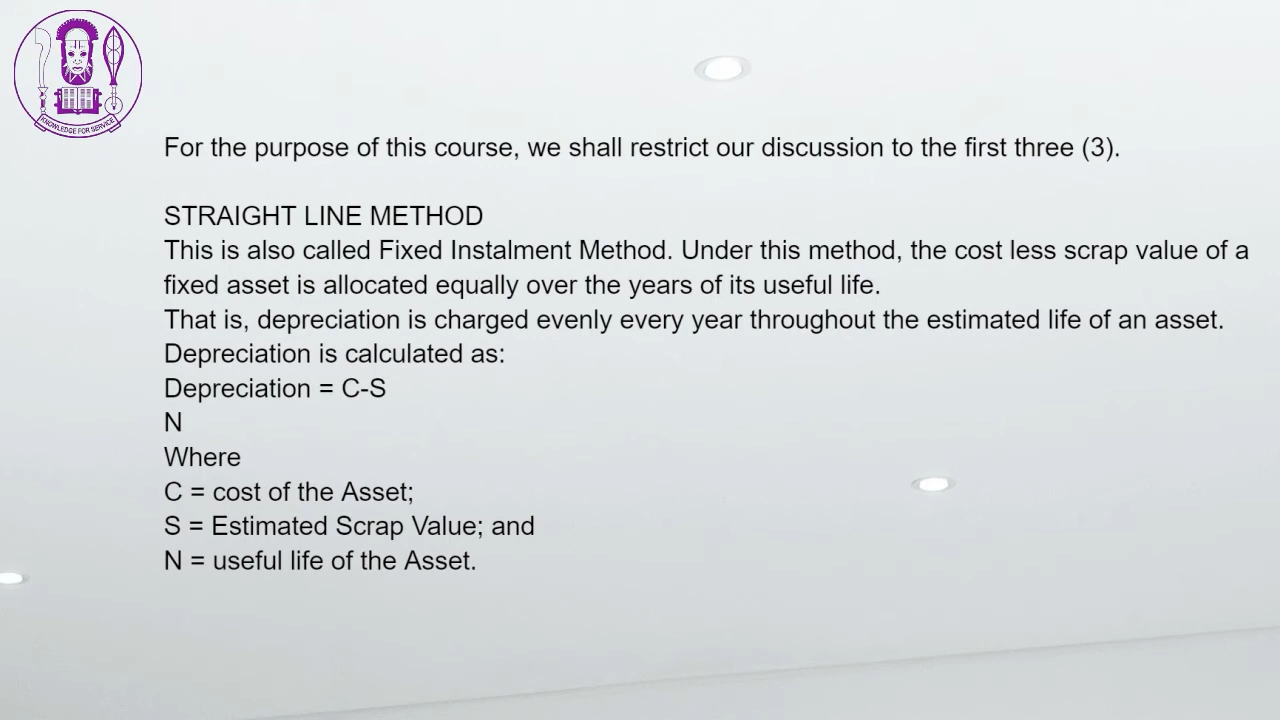 KNOWLEDGE FOR SERVICE
For the purpose of this course, we shall restrict our discussion to the first three (3).
STRAIGHT LINE METHOD
This is also called Fixed Instalment Method. Under this method, the cost less scrap value of a
fixed asset is allocated equally over the years of its useful life.
That is, depreciation is charged evenly every year throughout the estimated life of an asset.
Depreciation is calculated as:
Depreciation = C-S
N
Where
C = cost of the Asset;
S = Estimated Scrap Value; and
N = useful life of the Asset.